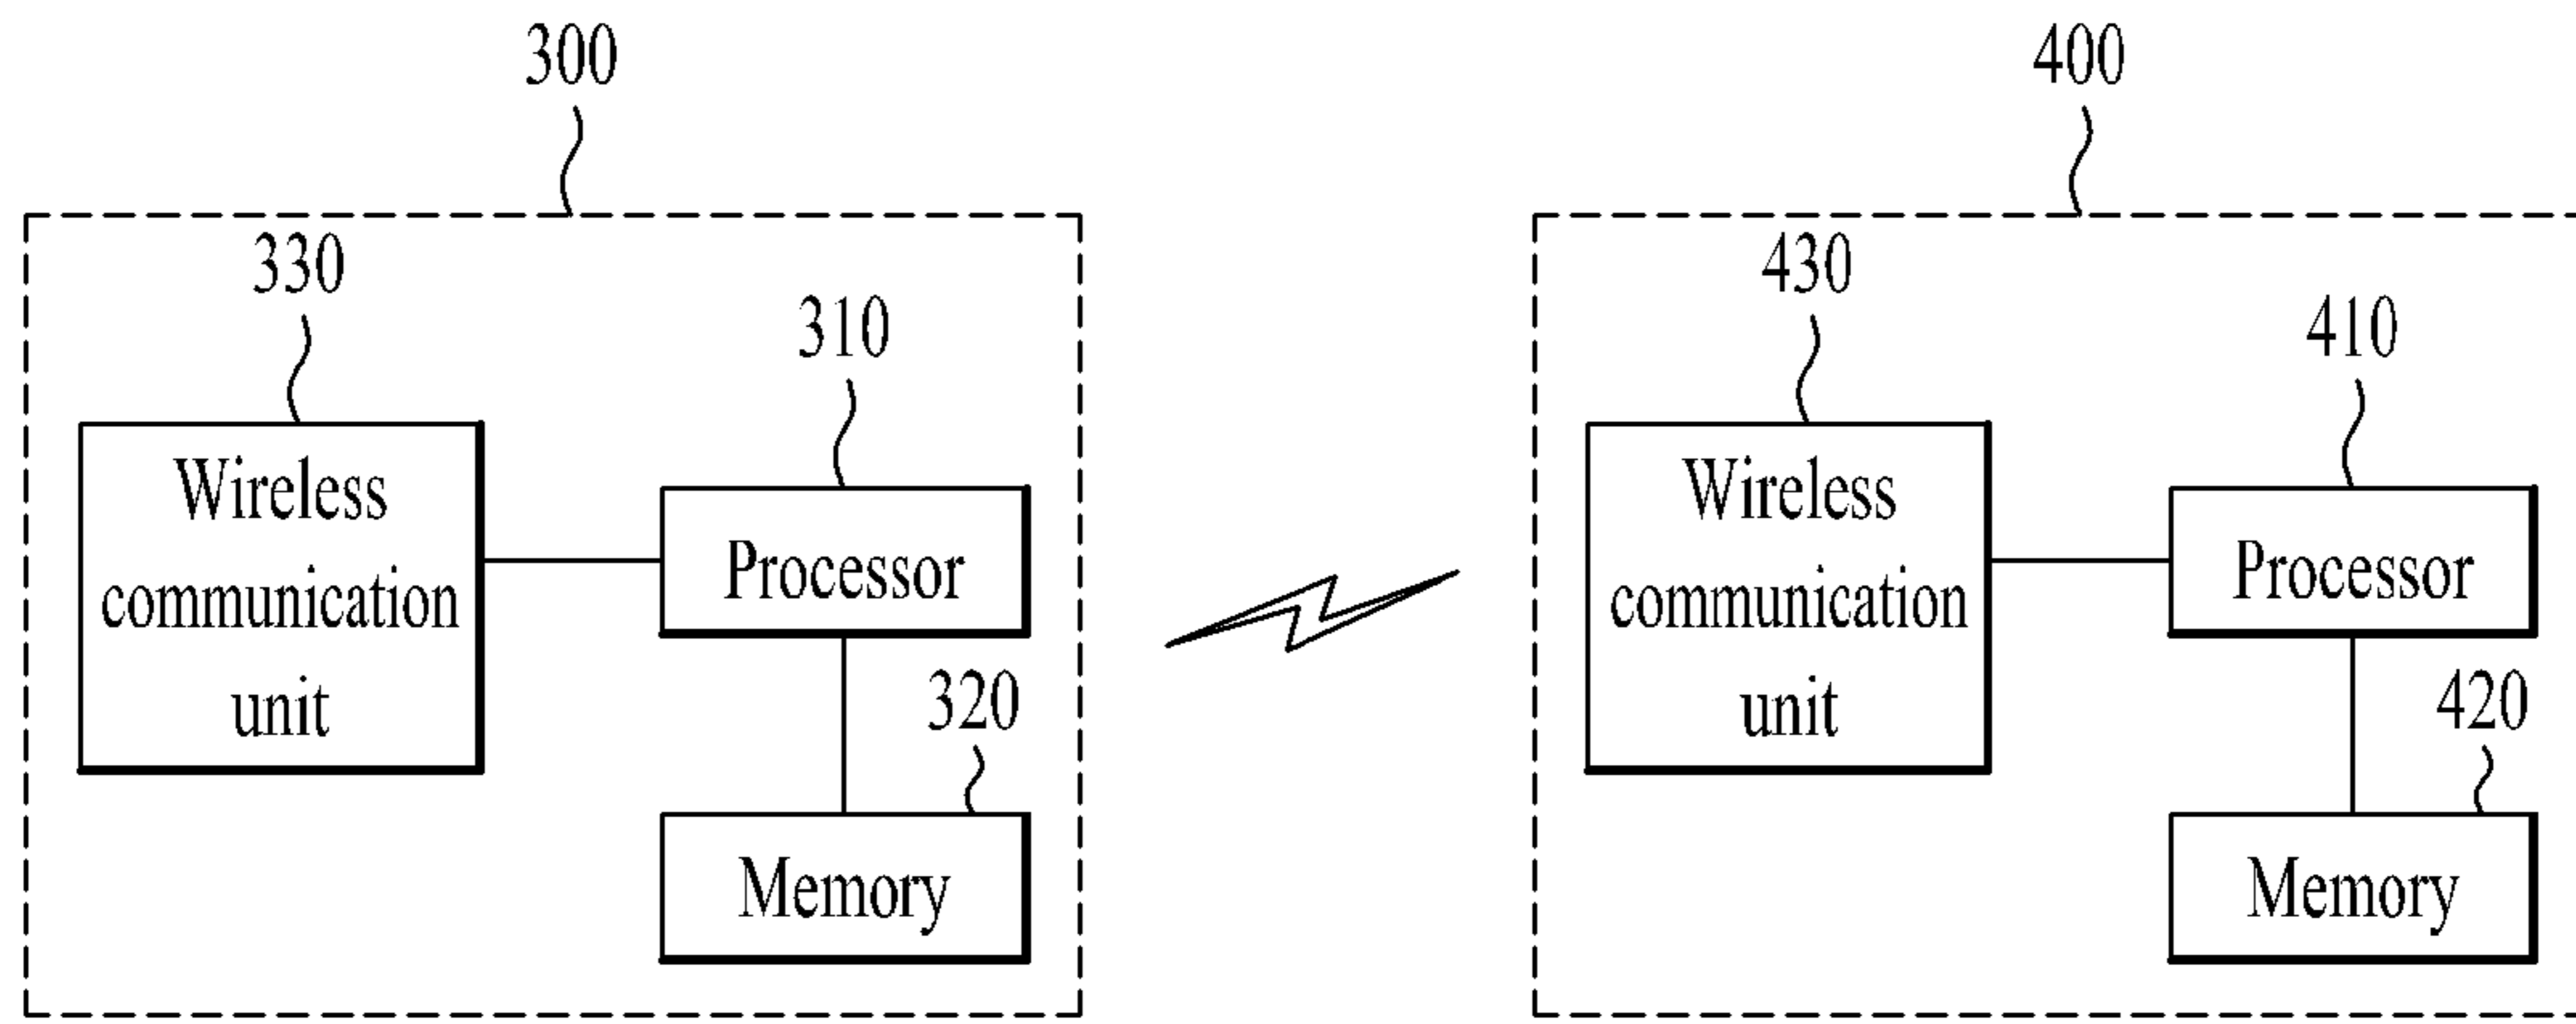 300
400
330
430
310
410
Wireless
communication
unit
Processor
Wireless
communication
unit
Processor
320
420
Memory
Memory